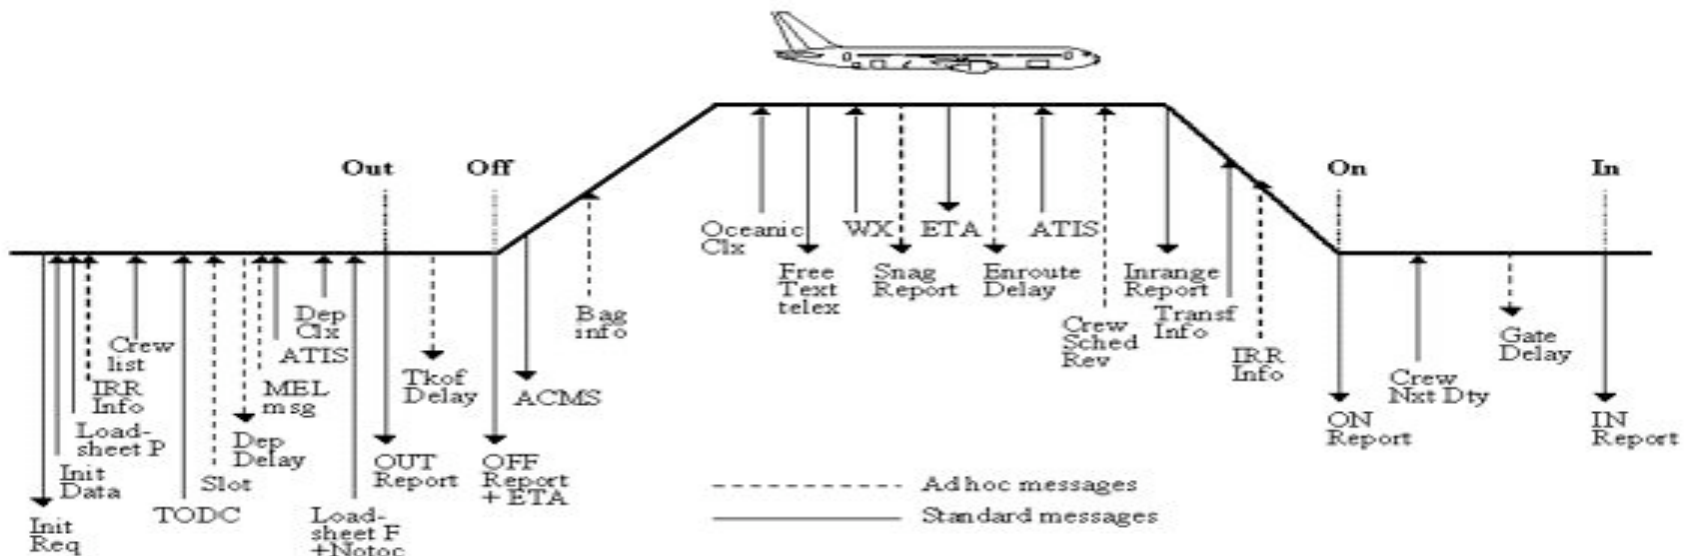 Out
Off
On
In
Oceanic
Clx
WX
ETA
ATIS
Free
Text
telex
Snag
Report
Enroute
Delay
Inrange
Report
Transf
Info
Crew
Sched
Rev
IRR
Info
Bag
info
Dep
Clx
ATIS
Crew
list
IRR
Info
MEL
msg
Load-
sheet P
Dep
Delay
Init
Data
Slot
TODC
Init
Req
Load-
sheet F
+Notoc
OUT
Report
Tkof
Delay
OFF
Report
+ ETA
ACMS
Gate
Delay
Crew
Nxt Dty
ON
Report
IN
Report
Adhoc messages
Standard messages